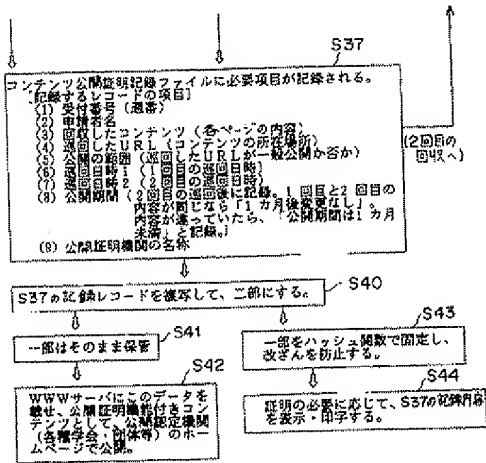 S37
コンテンツ公開証明記録ファイルに必要項目が記録される。
[記録するレコードの項目]
(1) 受付番号(通番)
(2) 申請者名
(3) 回収したコンテンツ(各ページの内容)
(4) 巡回したURL(コンテンツの所在場所)
(5) 公開の範囲(巡回したURLが一般公開か否か)
(6) 巡回日時1(1回目の巡回日時)
(7) 巡回日時2(2回目の巡回日時)
(8) 公開期間(2回目の巡回後に記録。1回目と2回目の
内容が同じなら「1カ月後変更なし」。
内容が違っていたら、「公開期間は1カ月
未満」と記録。)
(9) 公開証明機関の名称
(2回目の
回収へ)
S40
S37の記録レコードを複写して、二部にする。
S41
一部はそのまま保管
S43
一部をハッシュ関数で固定し、
改ざんを防止する。
S42
WWWサーバにこのデータを
載せ、公開証明機能付きコン
テンツとして、公開認定機関
(各種学会・団体等)のホー
ムページで公開。
S44
証明の必要に応じて、S37の記録内容
を表示・印字する。